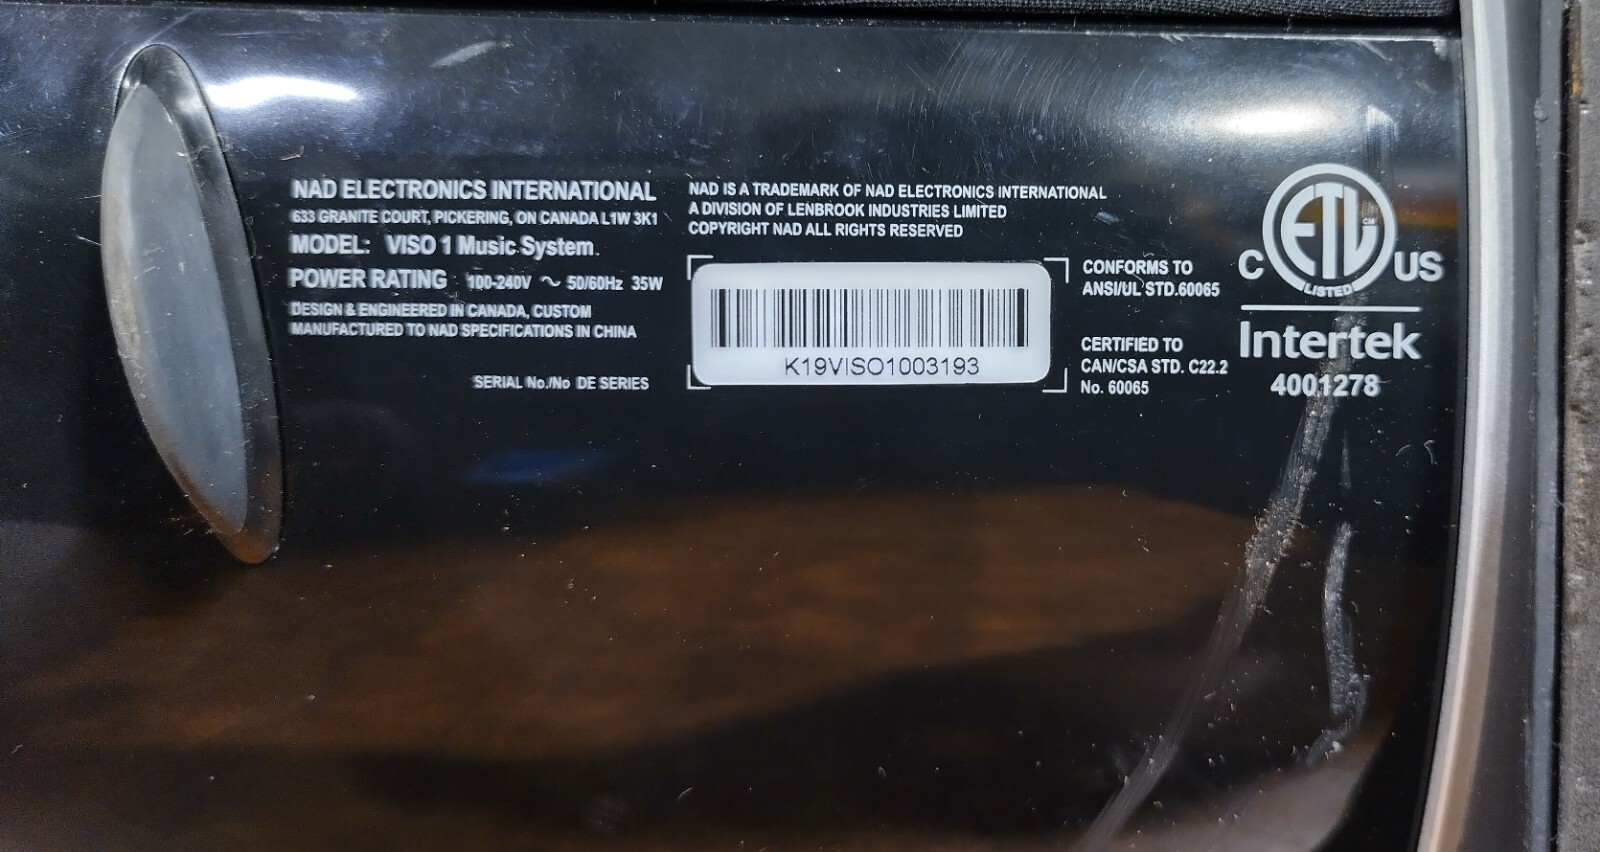 NAD ELECTRONICS INTERNATIONAL
633 GRANITE COURT, PICKERING, ON CANADA L1W 3K1
MODEL: VISO 1 Music System.
POWER RATING 100-240V ～ 50/60Hz 35W
DESIGN & ENGINEERED IN CANADA, CUSTOM
MANUFACTURED TO NAD SPECIFICATIONS IN CHINA
SERIAL No./No DE SERIES
NAD IS A TRADEMARK OF NAD ELECTRONICS INTERNATIONAL
A DIVISION OF LENBROOK INDUSTRIES LIMITED
COPYRIGHT NAD ALL RIGHTS RESERVED
K19VISO1003193
CONFORMS TO
ANSI/UL STD.60065
CERTIFIED TO
CAN/CSA STD. C22.2
No. 60065
C ETL CM US
LISTED
Intertek
4001278